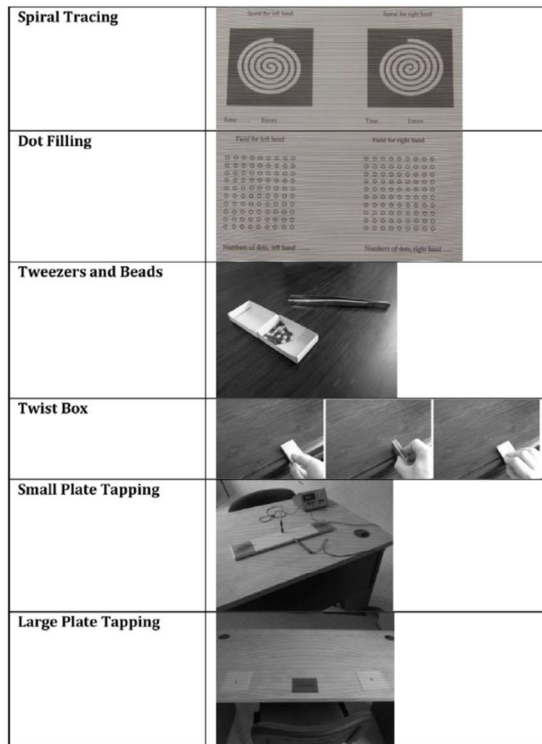 Spiral Tracing
Spiral for left hand Spiral for right hand
Time Errors Time Errors
Dot Filling
Field for left hand Field for right hand
Numbers of dots, left hand Numbers of dots, right hand
Tweezers and Beads
Twist Box
Small Plate Tapping
Large Plate Tapping